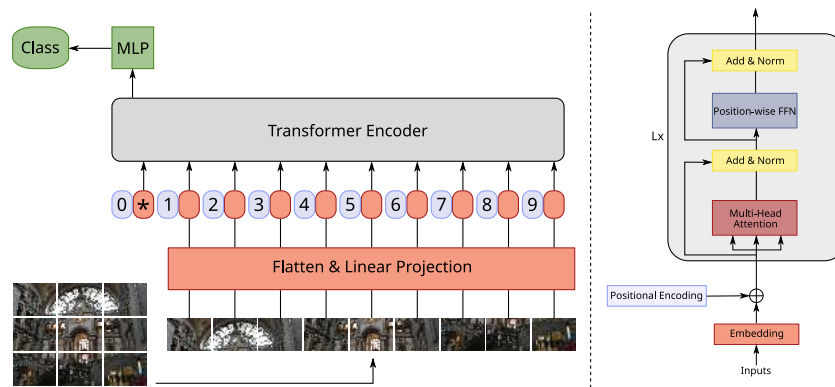 Class
MLP
Transformer Encoder
0 * 1 2 3 4 5 6 7 8 9
Flatten & Linear Projection
Add & Norm
Position-wise FFN
Lx
Add & Norm
Multi-Head
Attention
Positional Encoding
Embedding
Inputs